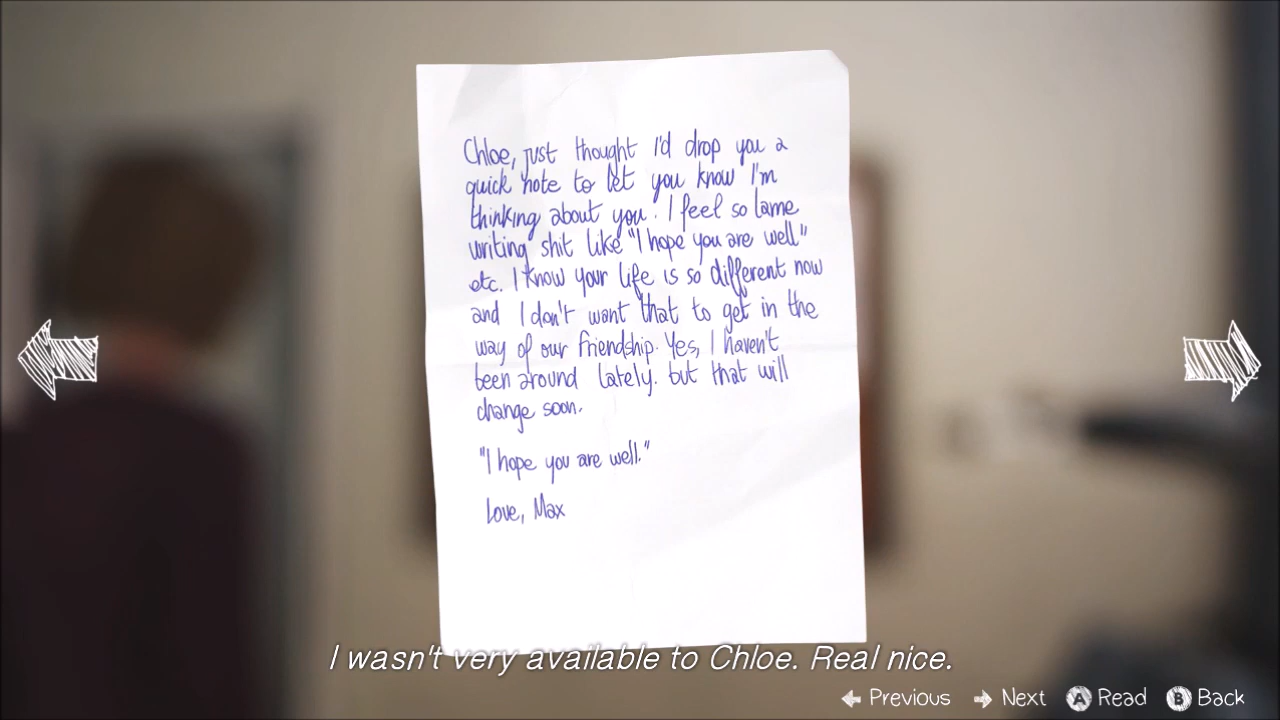 Chloe, just thought I'd drop you a
quick note to let you know I'm
thinking about you. I feel so lame
writing shit like "I hope you are well"
etc. I know your life is so different now
and I don't want that to get in the
way of our friendship. Yes, I haven't
been around lately. but that will
change soon.
"I hope you are well."
Love, Max
I wasn't very available to Chloe. Real nice.
Previous Next A Read B Back